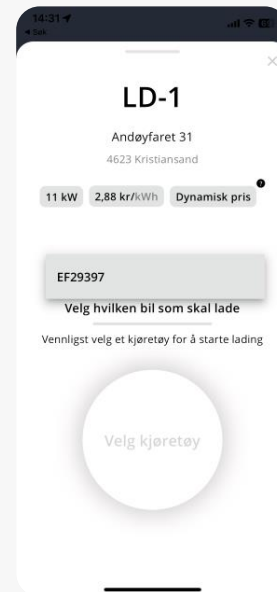 14:31
◀ Søk
LD-1
Andøyfaret 31
4623 Kristiansand
11 kW
2,88 kr/kWh
Dynamisk pris
?
EF29397
Velg hvilken bil som skal lade
Vennligst velg et kjøretøy for å starte lading
Velg kjøretøy